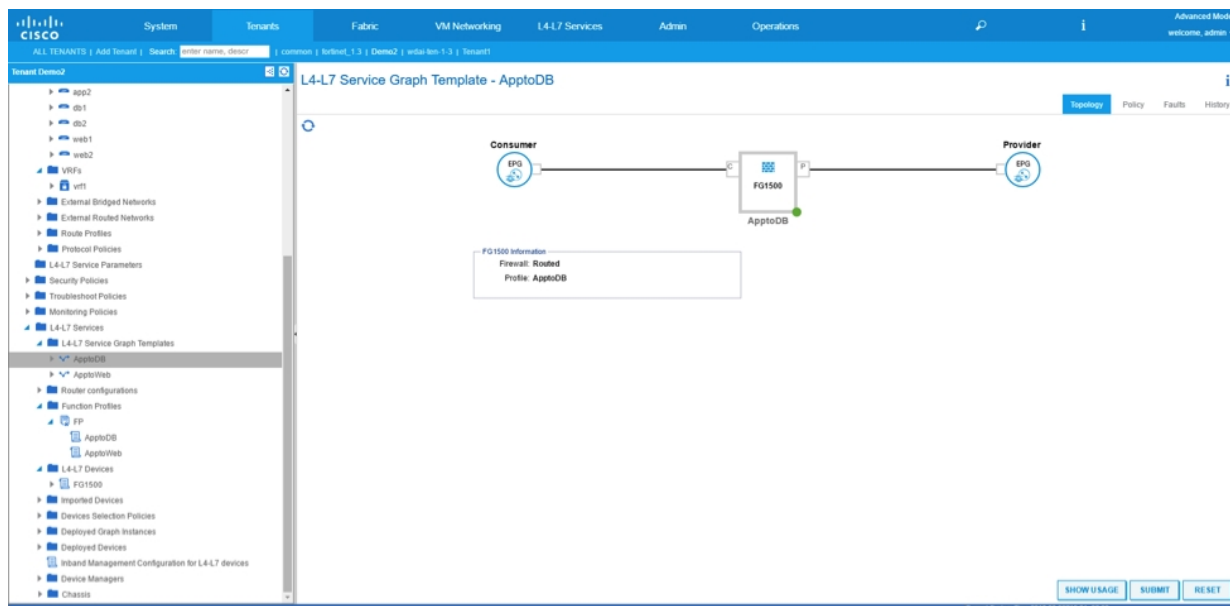 CISCO
System
Tenants
Fabric
VM Networking
L4-L7 Services
Admin
Operations
i
Advanced Mode
welcome, admin
ALL TENANTS | Add Tenant | Search: enter name, descr | common | fortinet_1.3 | Demo2 | wdai-ten-1-3 | Tenant1
Tenant Demo2
app2
db1
db2
web1
web2
VRFs
vrf1
External Bridged Networks
External Routed Networks
Route Profiles
Protocol Policies
L4-L7 Service Parameters
Security Policies
Troubleshoot Policies
Monitoring Policies
L4-L7 Services
L4-L7 Service Graph Templates
ApptoDB
ApptoWeb
Router configurations
Function Profiles
FP
ApptoDB
ApptoWeb
L4-L7 Devices
FG1500
Imported Devices
Devices Selection Policies
Deployed Graph Instances
Deployed Devices
Inband Management Configuration for L4-L7 devices
Device Managers
Chassis
L4-L7 Service Graph Template - ApptoDB
i
Topology
Policy
Faults
History
Consumer
EPG
C
P
FG1500
ApptoDB
Provider
EPG
FG1500 Information
Firewall: Routed
Profile: ApptoDB
SHOW USAGE
SUBMIT
RESET